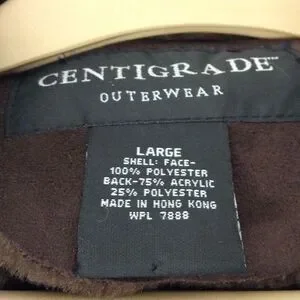 CENTIGRADE™
OUTERWEAR
LARGE
SHELL: FACE-
100% POLYESTER
BACK-75% ACRYLIC
25% POLYESTER
MADE IN HONG KONG
WPL 7888